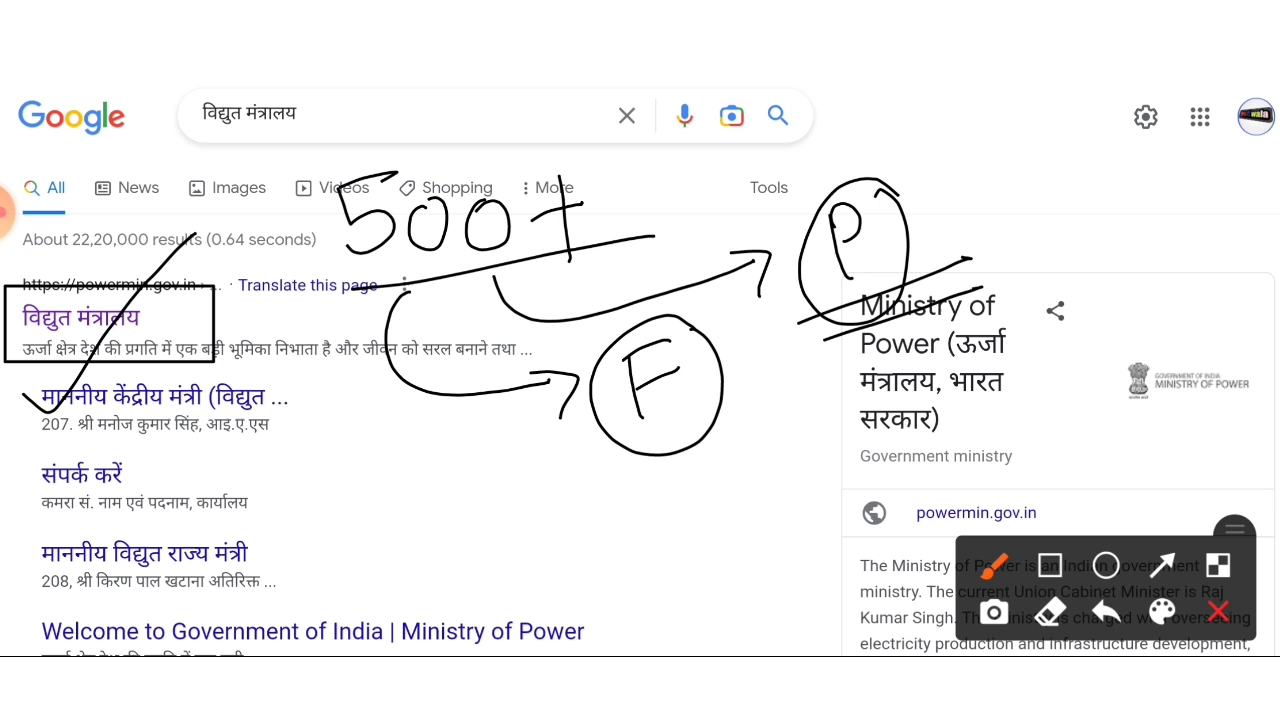 Google
विद्युत मंत्रालय
wala
All News Images Videos Shopping More Tools
About 22,20,000 results (0.64 seconds)
500+
P
F
https://powermin.gov.in › ... · Translate this page
विद्युत मंत्रालय
ऊर्जा क्षेत्र देश की प्रगति में एक बड़ी भूमिका निभाता है और जीवन को सरल बनाने तथा ...
माननीय केंद्रीय मंत्री (विद्युत ...
207. श्री मनोज कुमार सिंह, आइ.ए.एस
संपर्क करें
कमरा सं. नाम एवं पदनाम, कार्यालय
माननीय विद्युत राज्य मंत्री
208, श्री किरण पाल खटाना अतिरिक्त ...
Welcome to Government of India | Ministry of Power
Ministry of
Power (ऊर्जा
मंत्रालय, भारत
सरकार)
GOVERNMENT OF INDIA
MINISTRY OF POWER
Government ministry
powermin.gov.in
The Ministry of Power is an Indian government
ministry. The current Union Cabinet Minister is Raj
Kumar Singh. The Ministry is charged with overseeing
electricity production and infrastructure development,